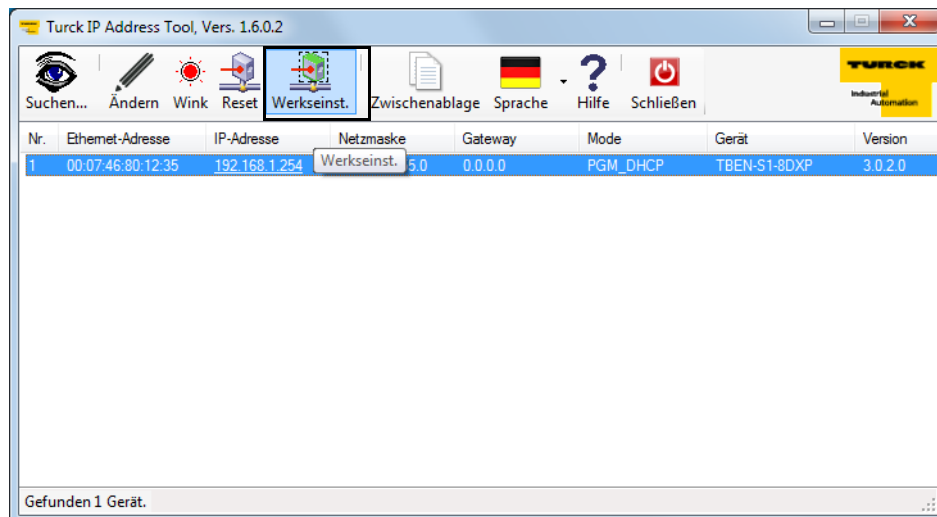 Turck IP Address Tool, Vers. 1.6.0.2
Suchen... Ändern Wink Reset Werkseinst. Zwischenablage Sprache Hilfe Schließen
TURCK
Industrial
Automation
Nr. Ethernet-Adresse IP-Adresse Netzmaske Gateway Mode Gerät Version
1 00:07:46:80:12:35 192.168.1.254 5.0 0.0.0.0 PGM_DHCP TBEN-S1-8DXP 3.0.2.0
Werkseinst.
Gefunden 1 Gerät.